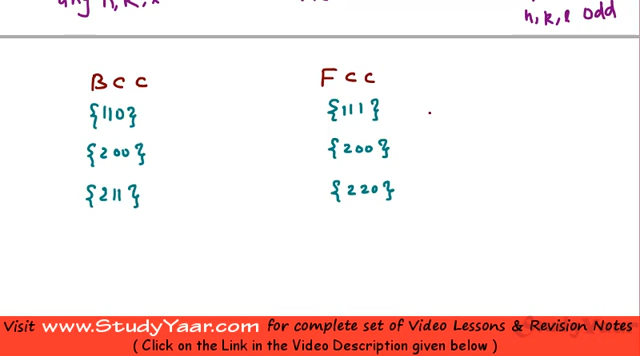 any h, k, l
h, k, l odd
BCC FCC
{110} {111}
{200} {200}
{211} {220}
Visit www.StudyYaar.com for complete set of Video Lessons & Revision Notes
( Click on the Link in the Video Description given below )